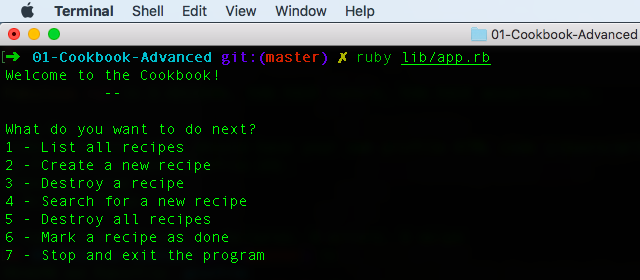 Terminal Shell Edit View Window Help
01-Cookbook-Advanced
[➜ 01-Cookbook-Advanced git:(master) ✗ ruby lib/app.rb
Welcome to the Cookbook!
--
What do you want to do next?
1 - List all recipes
2 - Create a new recipe
3 - Destroy a recipe
4 - Search for a new recipe
5 - Destroy all recipes
6 - Mark a recipe as done
7 - Stop and exit the program